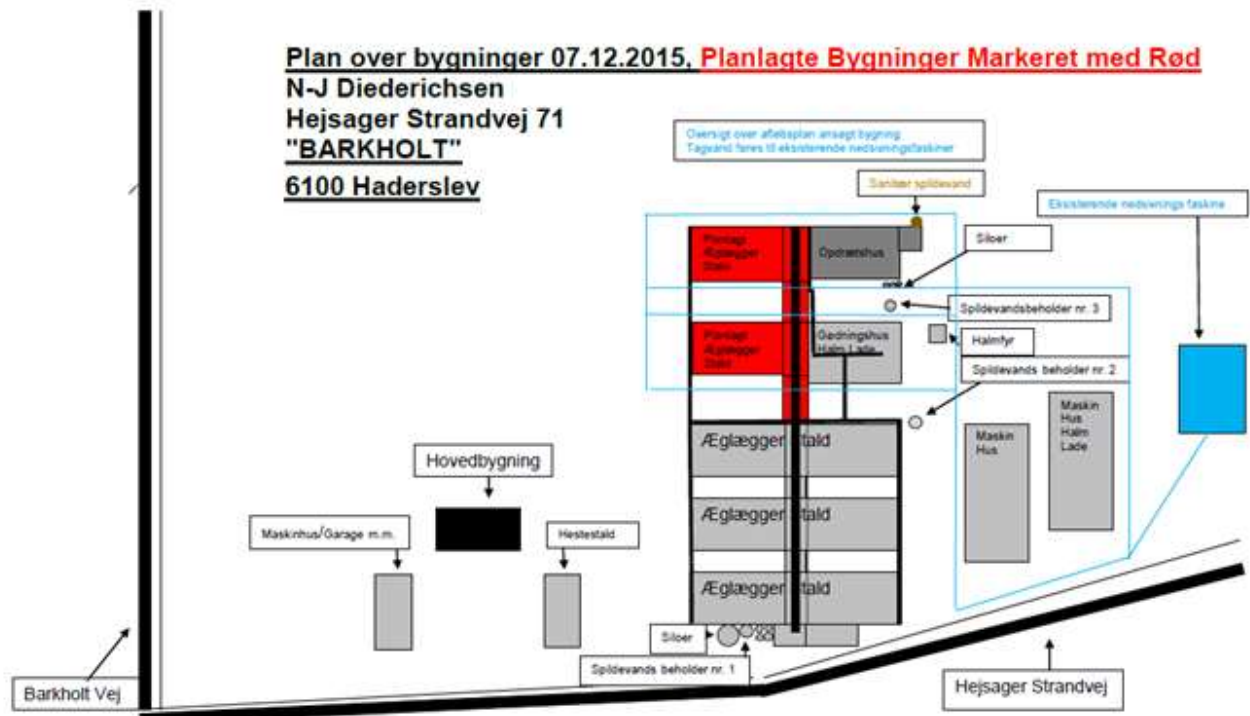 Plan over bygninger 07.12.2015, Planlagte Bygninger Markeret med Rød
N-J Diederichsen
Hejsager Strandvej 71
"BARKHOLT"
6100 Haderslev
Oversigt over afløbsplan ansøgt bygning
Tagvand føres til eksisterende nedsivningsfaskiner
Sanitær spildevand
Eksisterende nedsivnings faskine
Siloer
Planlagt
Æglægger
Stald
Opdrætshus
Spildevandsbeholder nr. 3
Planlagt
Æglægger
Stald
Gødningshus
Halm Lade
Halmfyr
Spildevands beholder nr. 2
Maskin
Hus
Halm
Lade
Maskin
Hus
Æglægger Stald
Æglægger Stald
Æglægger Stald
Hovedbygning
Maskinhus/Garage m.m.
Hestestald
Siloer
Spildevands beholder nr. 1
Barkholt Vej
Hejsager Strandvej